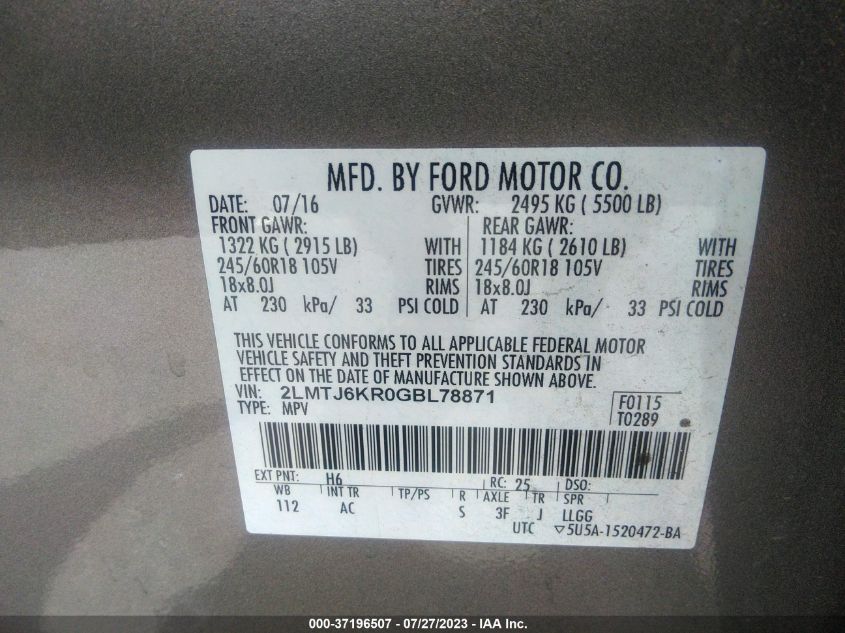 MFD. BY FORD MOTOR CO.
DATE: 07/16 GVWR: 2495 KG ( 5500 LB)
FRONT GAWR: REAR GAWR:
1322 KG ( 2915 LB) WITH 1184 KG ( 2610 LB) WITH
245/60R18 105V TIRES 245/60R18 105V TIRES
18x8.0J RIMS 18x8.0J RIMS
AT 230 kPa/ 33 PSI COLD AT 230 kPa/ 33 PSI COLD
THIS VEHICLE CONFORMS TO ALL APPLICABLE FEDERAL MOTOR
VEHICLE SAFETY AND THEFT PREVENTION STANDARDS IN
EFFECT ON THE DATE OF MANUFACTURE SHOWN ABOVE.
VIN: 2LMTJ6KR0GBL78871 F0115
TYPE: MPV T0289
EXT PNT: H6 RC: 25 DSO:
WB INT TR TP/PS R AXLE TR SPR
112 AC S 3F J LLGG
UTC ▽5U5A-1520472-BA
000-37196507 / 07/27/2023 - IAA Inc.